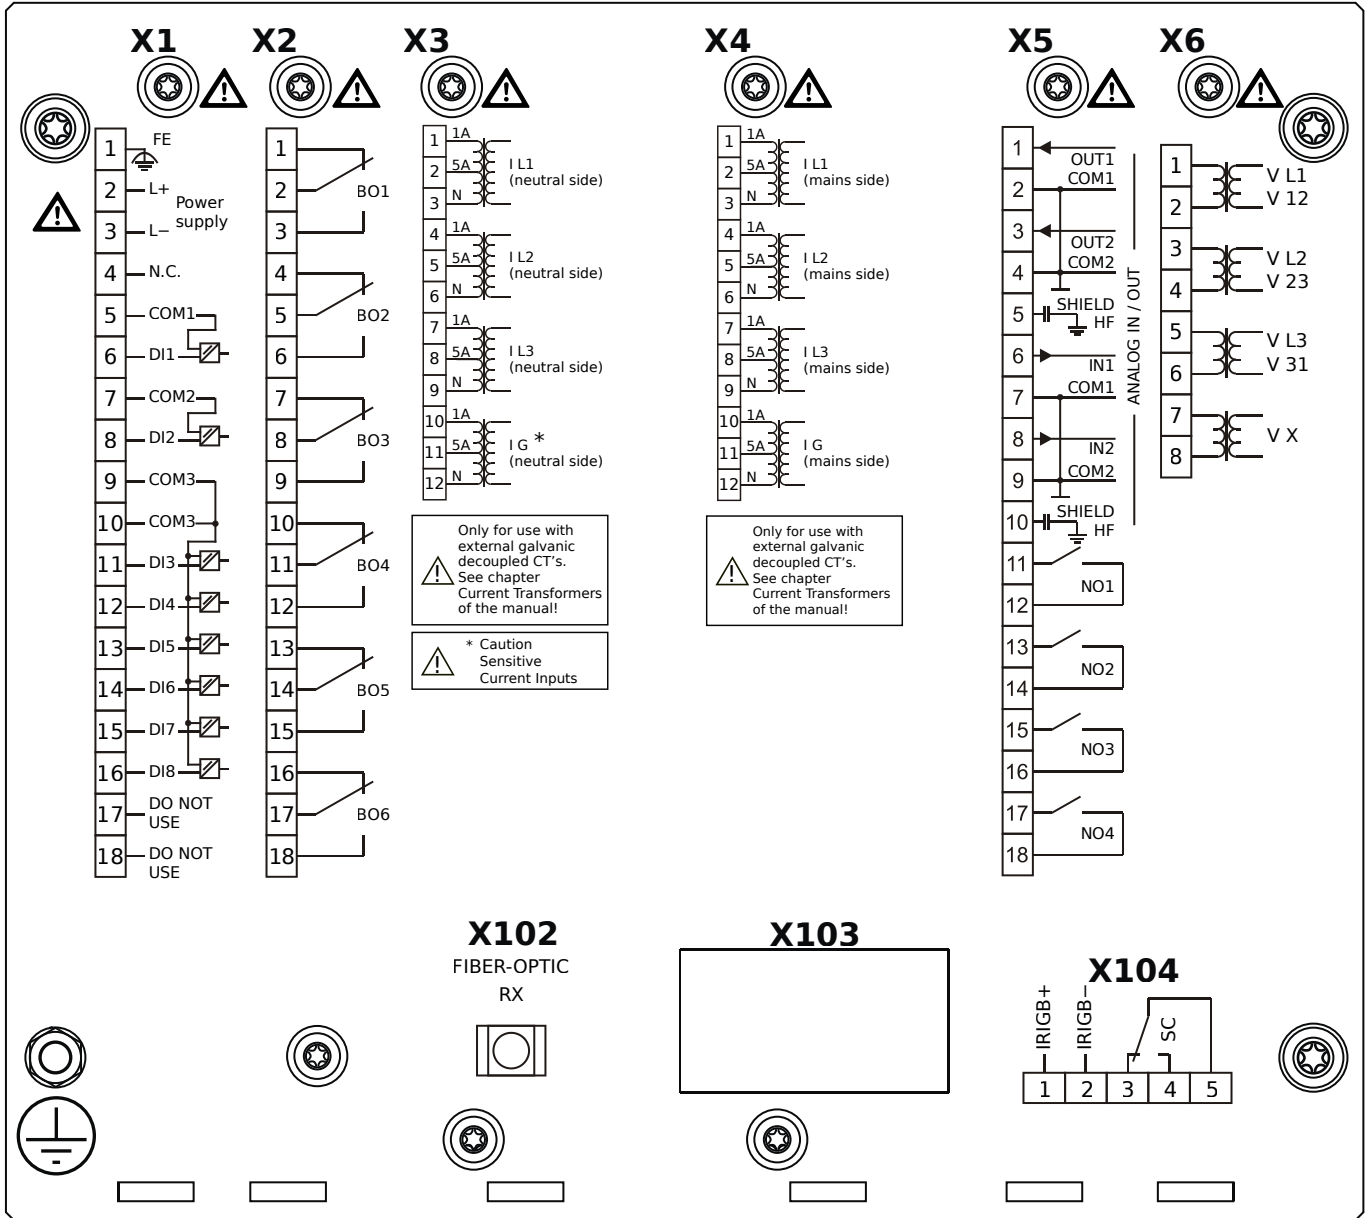 X1
X2
X3
X4
X5
X6
1
FE
2
L+
Power
supply
3
L−
4
N.C.
5
COM1
6
DI1
7
COM2
8
DI2
9
COM3
10
COM3
11
DI3
12
DI4
13
DI5
14
DI6
15
DI7
16
DI8
17
DO NOT
USE
18
DO NOT
USE
1
2
BO1
3
4
5
BO2
6
7
8
BO3
9
10
11
BO4
12
13
14
BO5
15
16
17
BO6
18
1
1A
2
5A
3
N
I L1
(neutral side)
4
1A
5
5A
6
N
I L2
(neutral side)
7
1A
8
5A
9
N
I L3
(neutral side)
10
1A
11
5A
12
N
I G *
(neutral side)
Only for use with
external galvanic
decoupled CT's.
See chapter
Current Transformers
of the manual!
* Caution
Sensitive
Current Inputs
1
1A
2
5A
3
N
I L1
(mains side)
4
1A
5
5A
6
N
I L2
(mains side)
7
1A
8
5A
9
N
I L3
(mains side)
10
1A
11
5A
12
N
I G
(mains side)
Only for use with
external galvanic
decoupled CT's.
See chapter
Current Transformers
of the manual!
1
OUT1
2
COM1
3
OUT2
4
COM2
5
SHIELD
HF
6
IN1
7
COM1
8
IN2
9
COM2
10
SHIELD
HF
ANALOG IN / OUT
11
NO1
12
13
NO2
14
15
NO3
16
17
NO4
18
1
V L1
2
V 12
3
V L2
4
V 23
5
V L3
6
V 31
7
V X
8
X102
FIBER-OPTIC
RX
X103
X104
IRIGB+
IRIGB−
SC
1
2
3
4
5